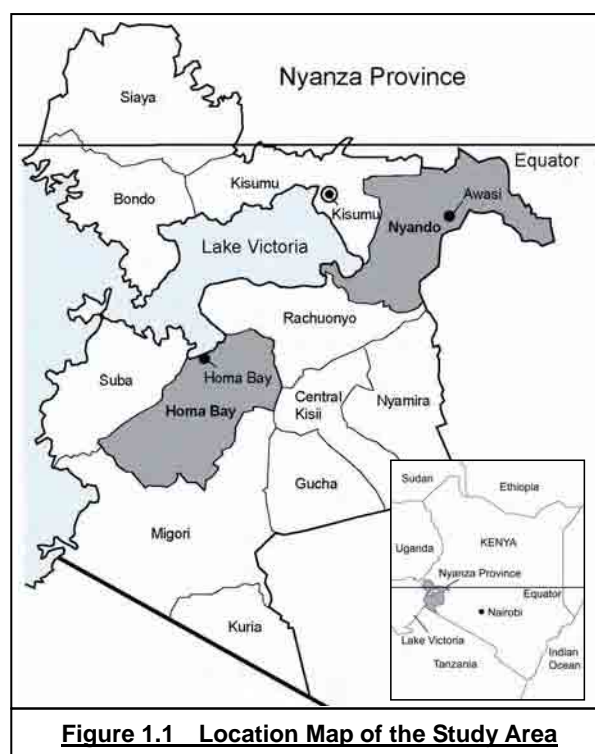 Nyanza Province
Siaya
Equator
Kisumu
Awasi
Bondo
Kisumu
Nyando
Lake Victoria
Rachuonyo
Homa Bay
Suba
Homa Bay
Central
Kisii
Nyamira
Gucha
Migori
Kuria
Sudan
Ethiopia
Uganda
KENYA
Nyanza Province
Equator
Nairobi
Lake Victoria
Indian
Ocean
Tanzania
Figure 1.1 Location Map of the Study Area